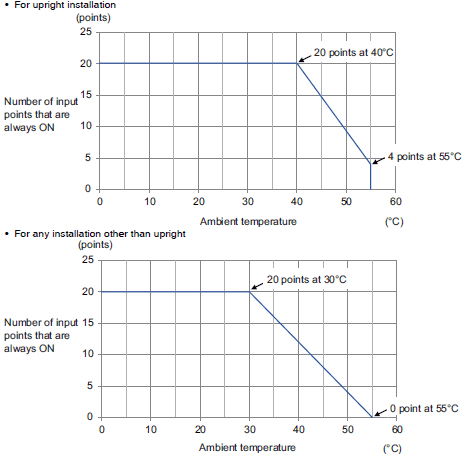 • For upright installation
(points)
25
20 points at 40°C
20
Number of input
points that are
always ON
15
10
4 points at 55°C
5
0
0 10 20 30 40 50 60
Ambient temperature (°C)
• For any installation other than upright
(points)
25
20 points at 30°C
20
Number of input
points that are
always ON
15
10
5
0 point at 55°C
0
0 10 20 30 40 50 60
Ambient temperature (°C)